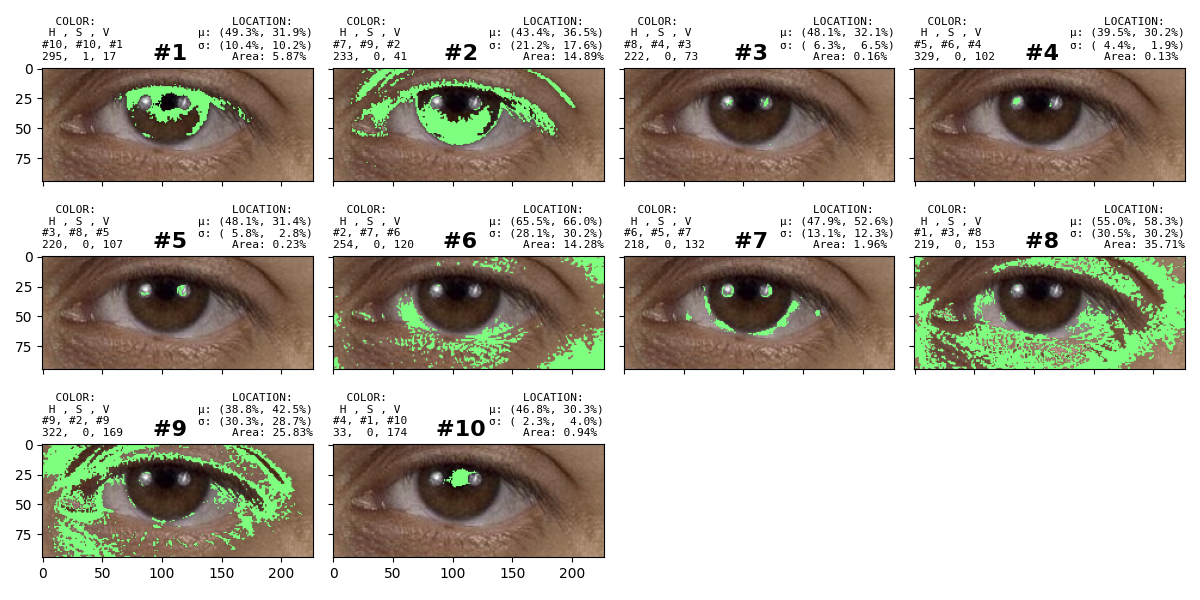 COLOR: LOCATION:
H , S , V μ: (49.3%, 31.9%)
#10, #10, #1 #1 σ: (10.4%, 10.2%)
295, 1, 17 Area: 5.87%
COLOR: LOCATION:
H , S , V μ: (43.4%, 36.5%)
#7, #9, #2 #2 σ: (21.2%, 17.6%)
233, 0, 41 Area: 14.89%
COLOR: LOCATION:
H , S , V μ: (48.1%, 32.1%)
#8, #4, #3 #3 σ: ( 6.3%, 6.5%)
222, 0, 73 Area: 0.16%
COLOR: LOCATION:
H , S , V μ: (39.5%, 30.2%)
#5, #6, #4 #4 σ: ( 4.4%, 1.9%)
329, 0, 102 Area: 0.13%
0
25
50
75
COLOR: LOCATION:
H , S , V μ: (48.1%, 31.4%)
#3, #8, #5 #5 σ: ( 5.8%, 2.8%)
220, 0, 107 Area: 0.23%
COLOR: LOCATION:
H , S , V μ: (65.5%, 66.0%)
#2, #7, #6 #6 σ: (28.1%, 30.2%)
254, 0, 120 Area: 14.28%
COLOR: LOCATION:
H , S , V μ: (47.9%, 52.6%)
#6, #5, #7 #7 σ: (13.1%, 12.3%)
218, 0, 132 Area: 1.96%
COLOR: LOCATION:
H , S , V μ: (55.0%, 58.3%)
#1, #3, #8 #8 σ: (30.5%, 30.2%)
219, 0, 153 Area: 35.71%
0
25
50
75
COLOR: LOCATION:
H , S , V μ: (38.8%, 42.5%)
#9, #2, #9 #9 σ: (30.3%, 28.7%)
322, 0, 169 Area: 25.83%
COLOR: LOCATION:
H , S , V μ: (46.8%, 30.3%)
#4, #1, #10 #10 σ: ( 2.3%, 4.0%)
33, 0, 174 Area: 0.94%
0
25
50
75
0 50 100 150 200
0 50 100 150 200